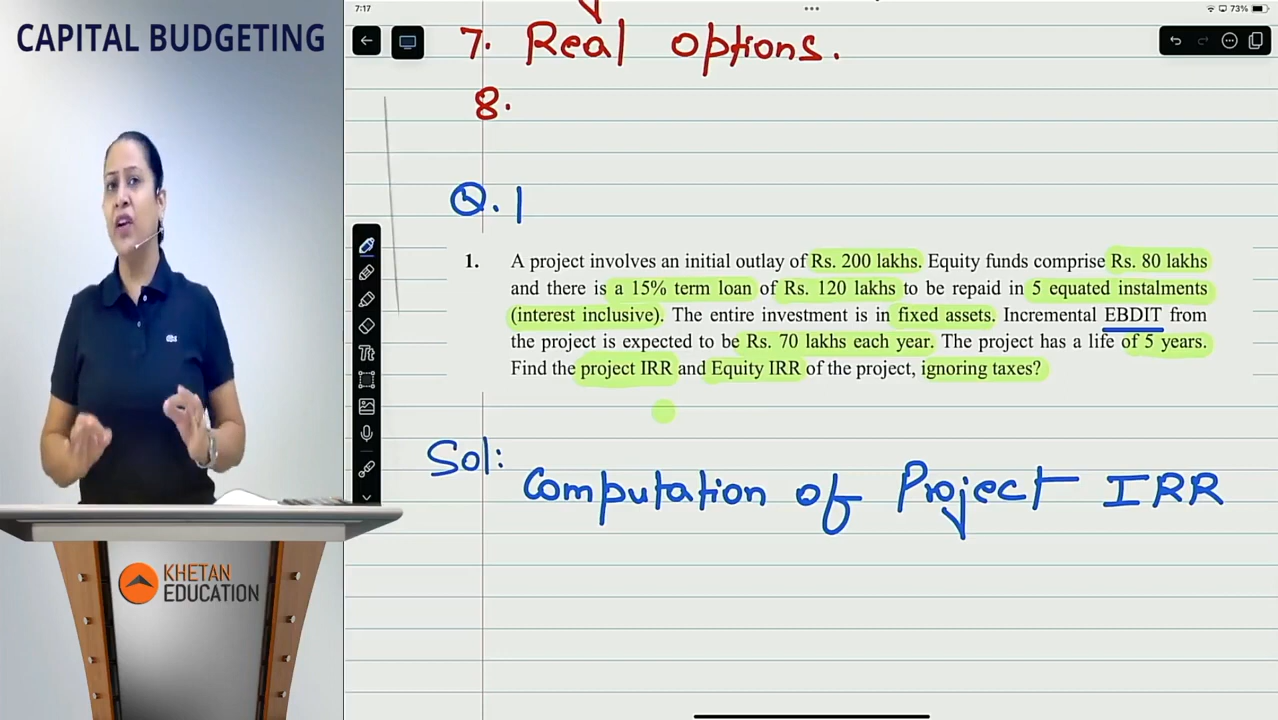 CAPITAL BUDGETING
7:17
73%
7. Real options.
8.
Q. 1
1. A project involves an initial outlay of Rs. 200 lakhs. Equity funds comprise Rs. 80 lakhs
and there is a 15% term loan of Rs. 120 lakhs to be repaid in 5 equated instalments
(interest inclusive). The entire investment is in fixed assets. Incremental EBDIT from
the project is expected to be Rs. 70 lakhs each year. The project has a life of 5 years.
Find the project IRR and Equity IRR of the project, ignoring taxes?
Sol:
Computation of Project IRR
Tt
KHETAN
EDUCATION